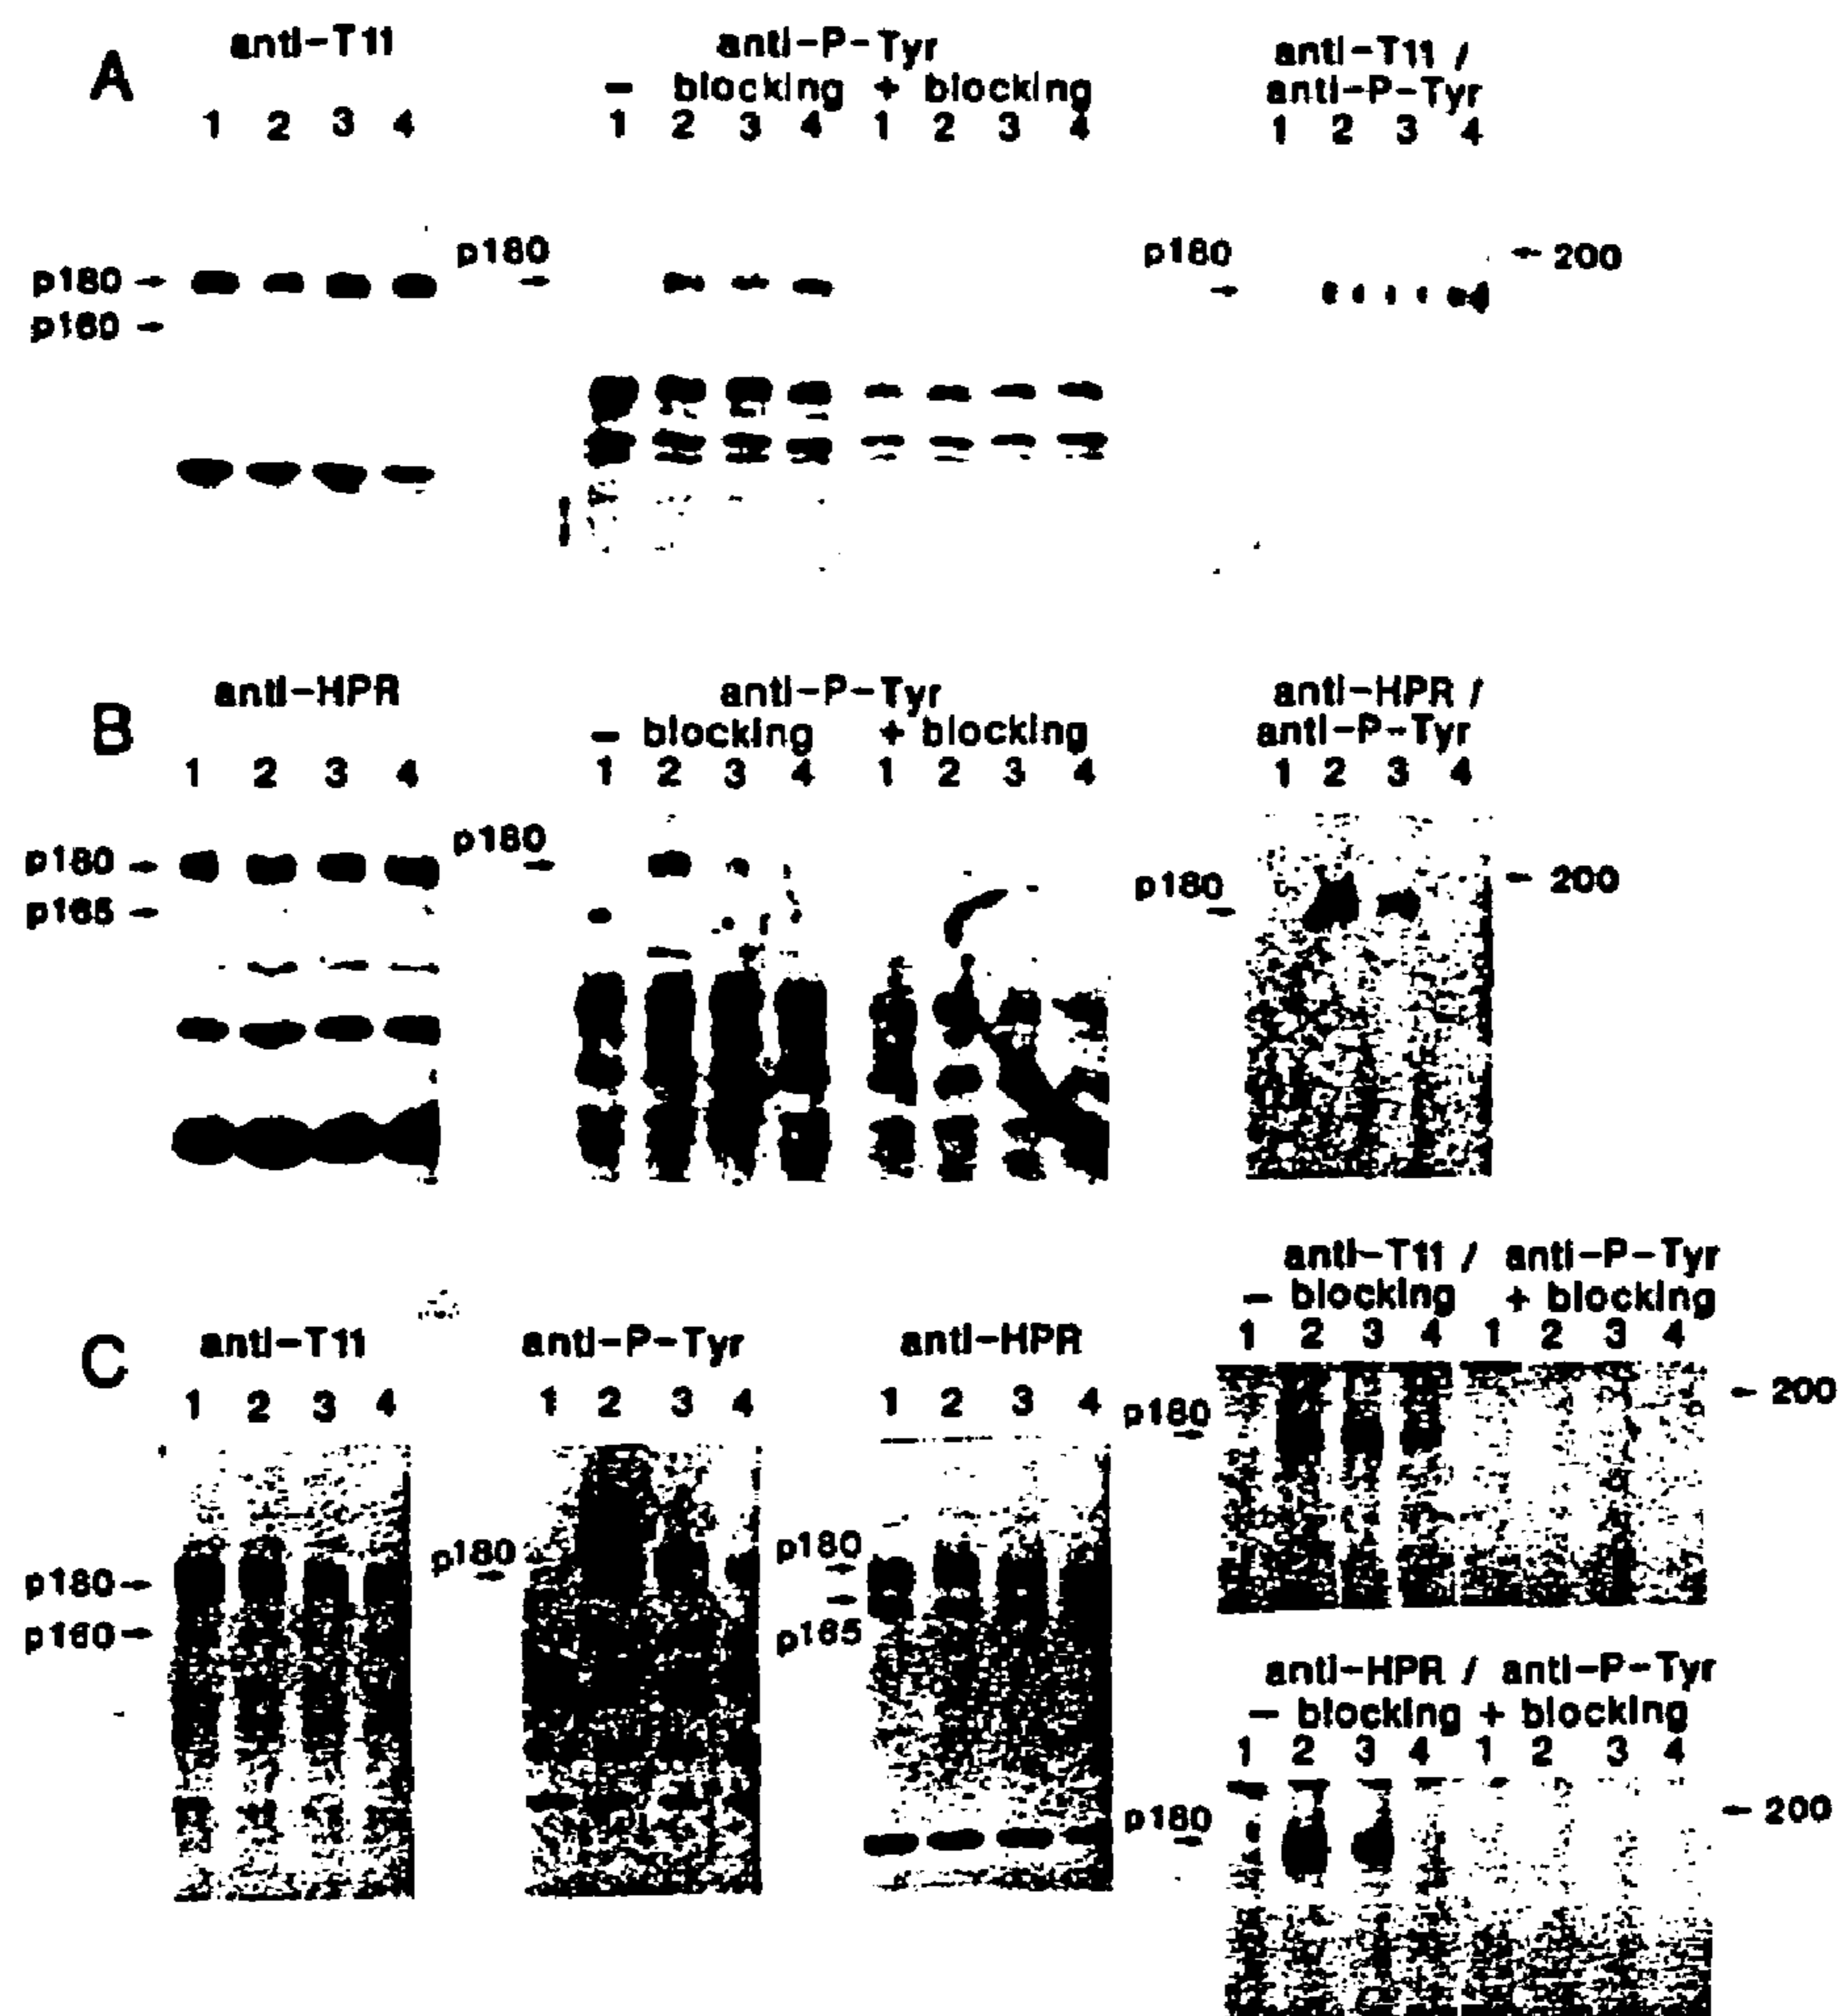 A
anti-T11
1 2 3 4
anti-P-Tyr
- blocking + blocking
1 2 3 4 1 2 3 4
anti-T11 /
anti-P-Tyr
1 2 3 4
p180
p160
p180
p180
200
B
anti-HPR
1 2 3 4
anti-P-Tyr
- blocking + blocking
1 2 3 4 1 2 3 4
anti-HPR /
anti-P-Tyr
1 2 3 4
p180
p165
p180
p180
200
C
anti-T11
1 2 3 4
anti-P-Tyr
1 2 3 4
anti-HPR
1 2 3 4
p180
p160
p180
p180
p165
anti-T11 / anti-P-Tyr
- blocking + blocking
1 2 3 4 1 2 3 4
p180
200
anti-HPR / anti-P-Tyr
- blocking + blocking
1 2 3 4 1 2 3 4
p180
200